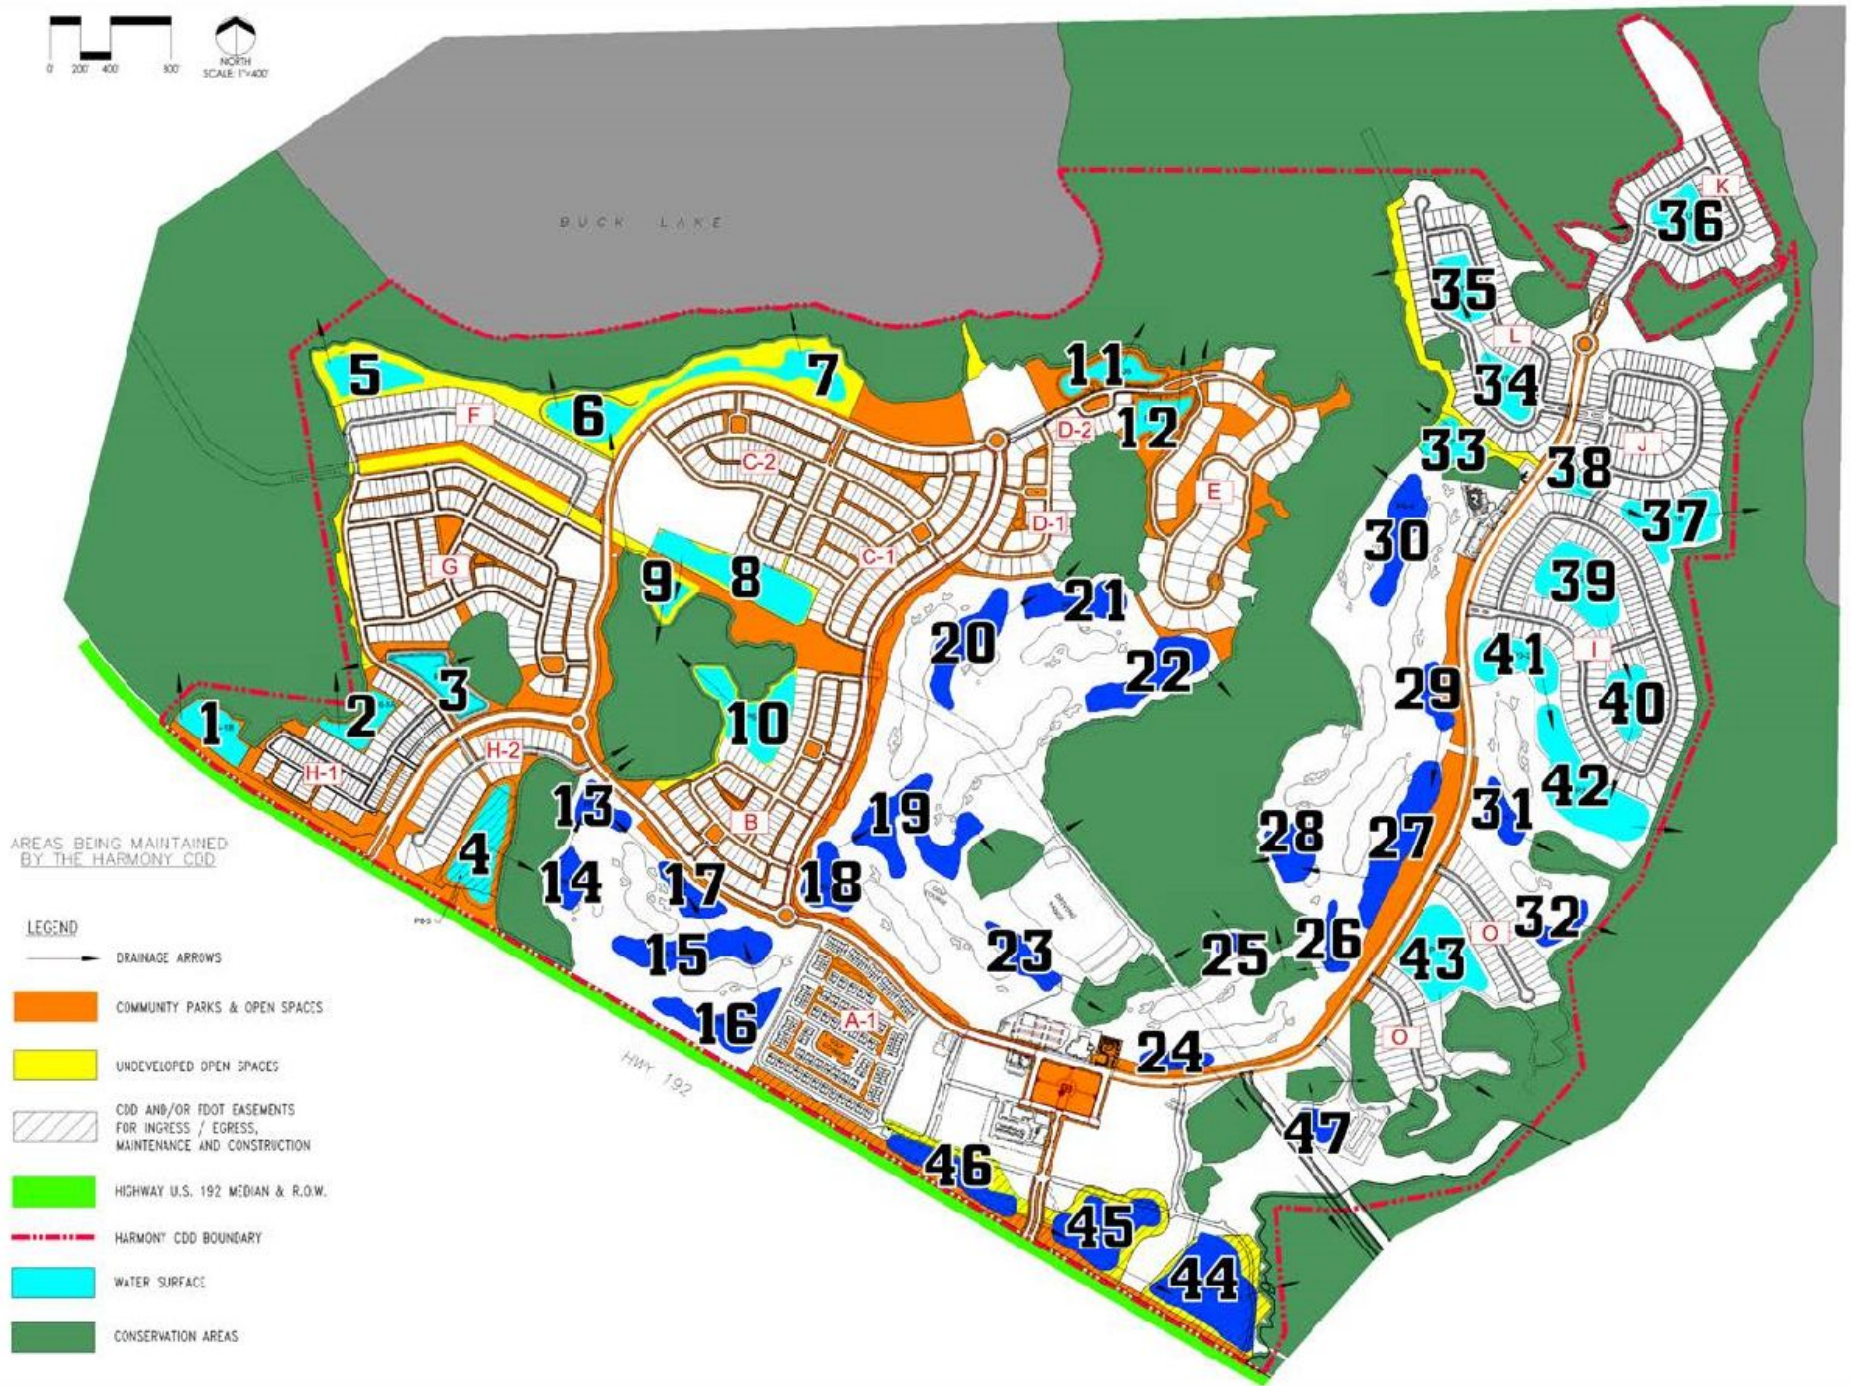 0' 200' 400' 800'
NORTH
SCALE: 1"=400'
BUCK LAKE
K
36
35
L
34
5
7
11
6
F
12
D-2
33
38
J
C-2
E
37
D-1
30
G
C-1
9
8
39
21
20
41
I
22
3
29
40
2
1
10
H-2
H-1
42
13
B
19
31
28
27
4
14
17
18
32
26
O
15
23
25
43
16
A-1
O
24
HWY 192
DRIVING
RANGE
GOLF
COURSE
47
46
45
44
AREAS BEING MAINTAINED
BY THE HARMONY CDD
LEGEND
DRAINAGE ARROWS
COMMUNITY PARKS & OPEN SPACES
UNDEVELOPED OPEN SPACES
CDD AND/OR FDOT EASEMENTS
FOR INGRESS / EGRESS,
MAINTENANCE AND CONSTRUCTION
HIGHWAY U.S. 192 MEDIAN & R.O.W.
HARMONY CDD BOUNDARY
WATER SURFACE
CONSERVATION AREAS